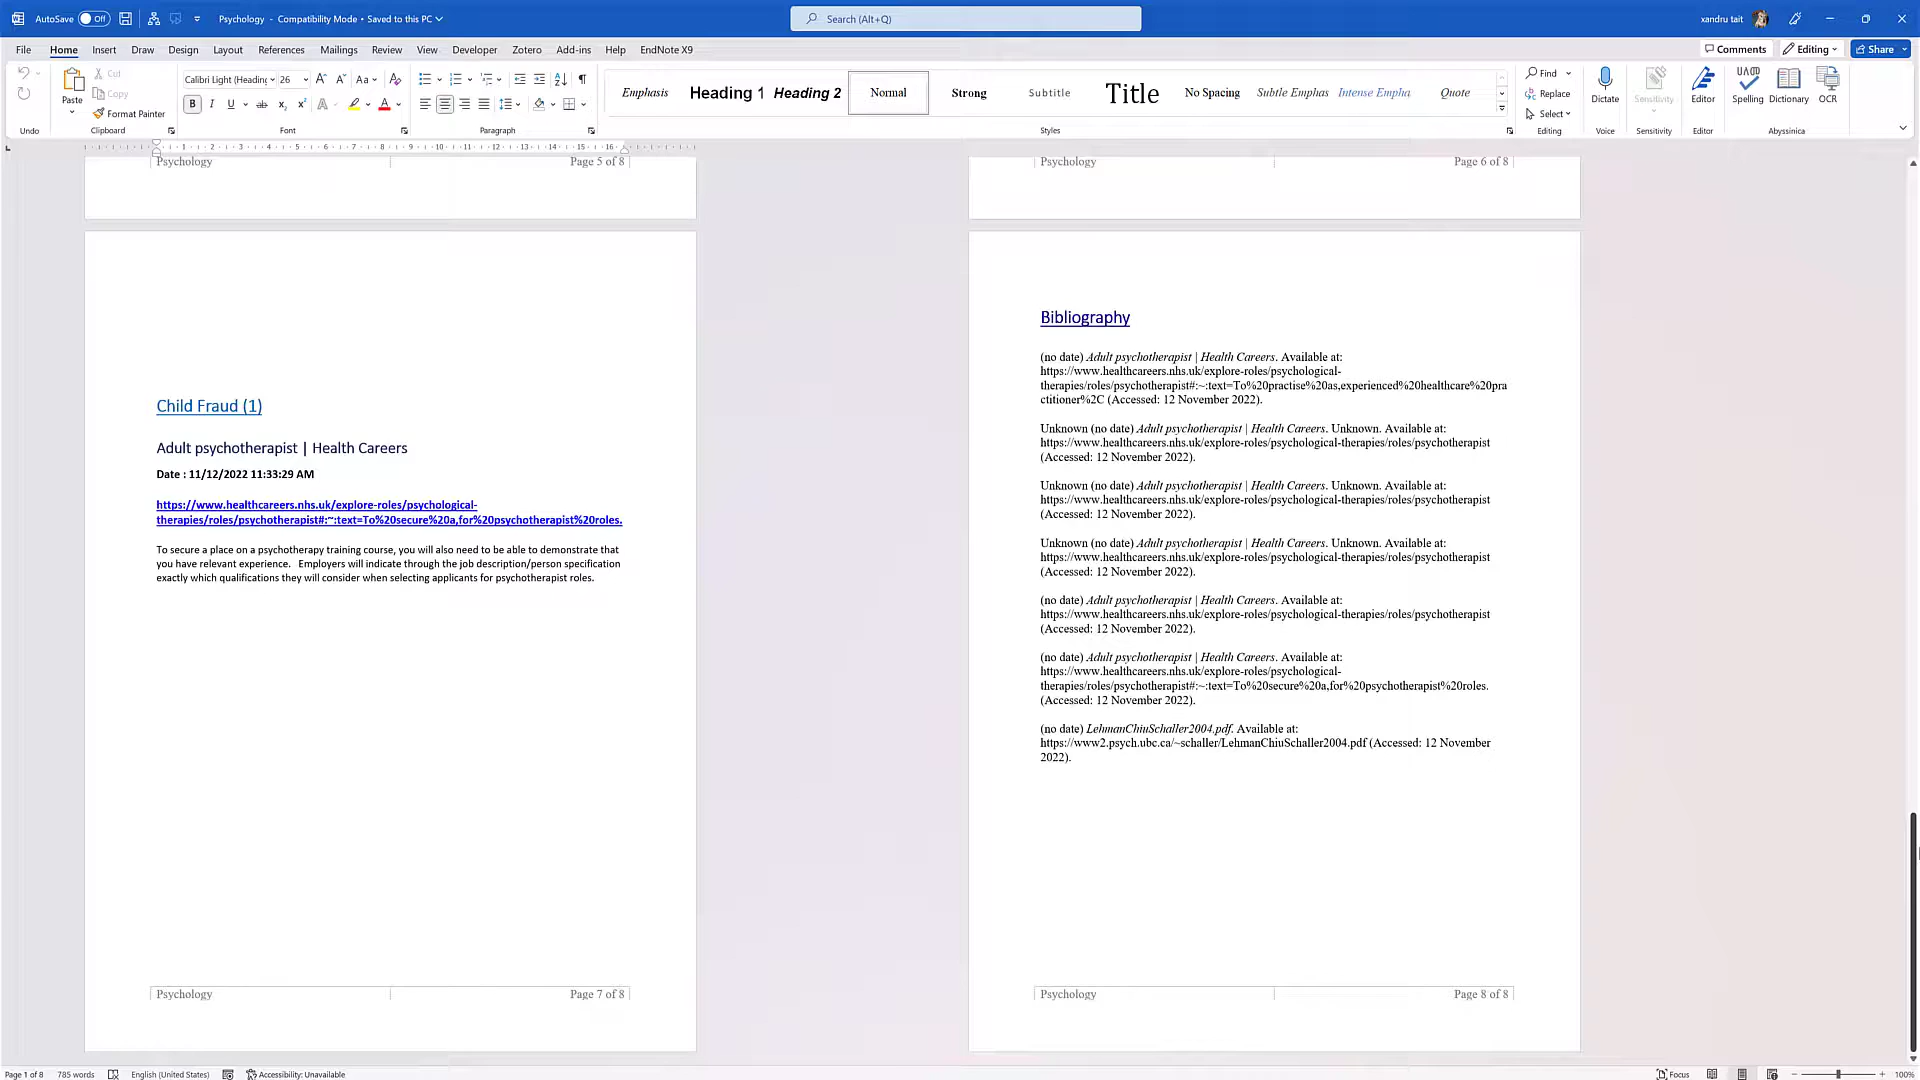 AutoSave Off Psychology - Compatibility Mode • Saved to this PC Search (Alt+Q) xandru tait
File Home Insert Draw Design Layout References Mailings Review View Developer Zotero Add-ins Help EndNote X9 Comments Editing Share
Cut
Copy
Format Painter
Paste
Calibri Light (Heading 26
Emphasis Heading 1 Heading 2 Normal Strong Subtitle Title No Spacing Subtle Emphas Intense Empha Quote
Find
Replace
Select
Dictate Sensitivity Editor Spelling Dictionary OCR
Undo Clipboard Font Paragraph Styles Editing Voice Sensitivity Editor Abyssinica
1 2 3 4 5 6 7 8 9 10 11 12 13 14 15 16
Psychology Page 5 of 8
Psychology Page 6 of 8
Child Fraud (1)
Adult psychotherapist | Health Careers
Date : 11/12/2022 11:33:29 AM
https://www.healthcareers.nhs.uk/explore-roles/psychological-
therapies/roles/psychotherapist#:~:text=To%20secure%20a,for%20psychotherapist%20roles.
To secure a place on a psychotherapy training course, you will also need to be able to demonstrate that
you have relevant experience. Employers will indicate through the job description/person specification
exactly which qualifications they will consider when selecting applicants for psychotherapist roles.
Psychology Page 7 of 8
Bibliography
(no date) Adult psychotherapist | Health Careers. Available at:
https://www.healthcareers.nhs.uk/explore-roles/psychological-
therapies/roles/psychotherapist#:~:text=To%20practise%20as,experienced%20healthcare%20pra
ctitioner%2C (Accessed: 12 November 2022).
Unknown (no date) Adult psychotherapist | Health Careers. Unknown. Available at:
https://www.healthcareers.nhs.uk/explore-roles/psychological-therapies/roles/psychotherapist
(Accessed: 12 November 2022).
Unknown (no date) Adult psychotherapist | Health Careers. Unknown. Available at:
https://www.healthcareers.nhs.uk/explore-roles/psychological-therapies/roles/psychotherapist
(Accessed: 12 November 2022).
Unknown (no date) Adult psychotherapist | Health Careers. Unknown. Available at:
https://www.healthcareers.nhs.uk/explore-roles/psychological-therapies/roles/psychotherapist
(Accessed: 12 November 2022).
(no date) Adult psychotherapist | Health Careers. Available at:
https://www.healthcareers.nhs.uk/explore-roles/psychological-therapies/roles/psychotherapist
(Accessed: 12 November 2022).
(no date) Adult psychotherapist | Health Careers. Available at:
https://www.healthcareers.nhs.uk/explore-roles/psychological-
therapies/roles/psychotherapist#:~:text=To%20secure%20a,for%20psychotherapist%20roles.
(Accessed: 12 November 2022).
(no date) LehmanChiuSchaller2004.pdf. Available at:
https://www2.psych.ubc.ca/~schaller/LehmanChiuSchaller2004.pdf (Accessed: 12 November
2022).
Psychology Page 8 of 8
Page 1 of 8 785 words English (United States) Accessibility: Unavailable Focus 100%